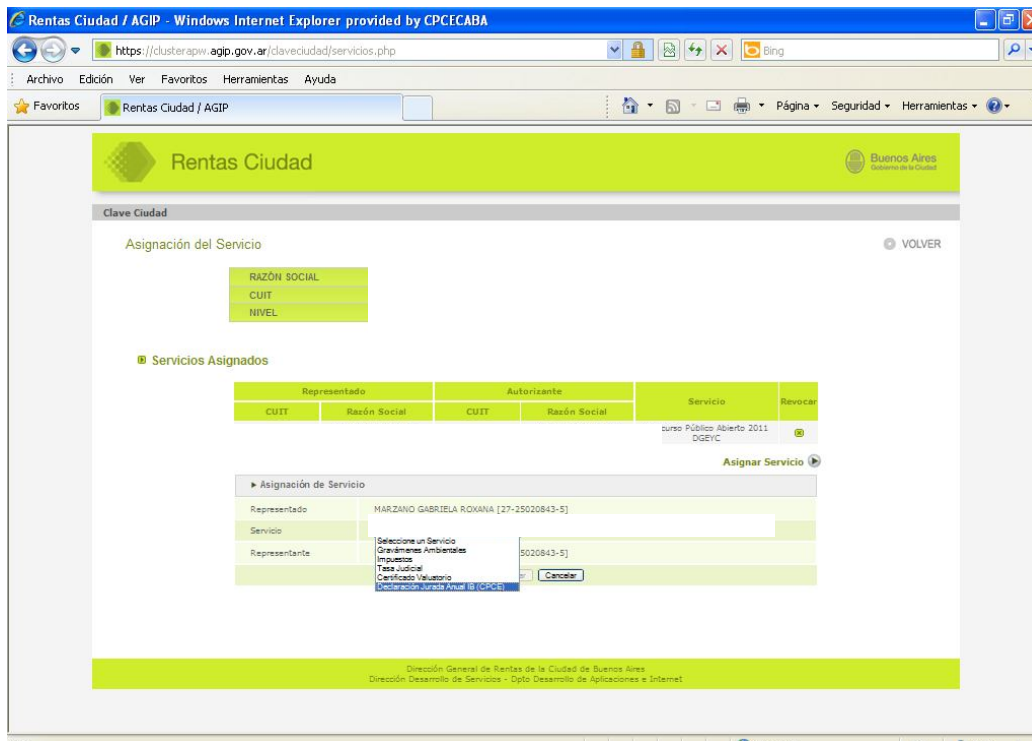 Rentas Ciudad / AGIP - Windows Internet Explorer provided by CPCECABA
https://clusterapw.agip.gov.ar/claveciudad/servicios.php
Bing
Archivo Edición Ver Favoritos Herramientas Ayuda
Favoritos Rentas Ciudad / AGIP Página Seguridad Herramientas
Rentas Ciudad
Buenos Aires
Gobierno de la Ciudad
Clave Ciudad
Asignación del Servicio VOLVER
RAZÓN SOCIAL
CUIT
NIVEL
Servicios Asignados
Representado Autorizante Servicio Revocar
CUIT Razón Social CUIT Razón Social
curso Público Abierto 2011
DGEYC
Asignar Servicio
Asignación de Servicio
Representado MARZANO GABRIELA ROXANA [27-25020843-5]
Servicio
Seleccione un Servicio
Gravámenes Ambientales
Impuestos
Tasa Judicial
Certificado Valuatorio
Declaración Jurada Anual IB (CPCE)
Representante 5020843-5]
Cancelar
Dirección General de Rentas de la Ciudad de Buenos Aires
Dirección Desarrollo de Servicios - Dpto Desarrollo de Aplicaciones e Internet